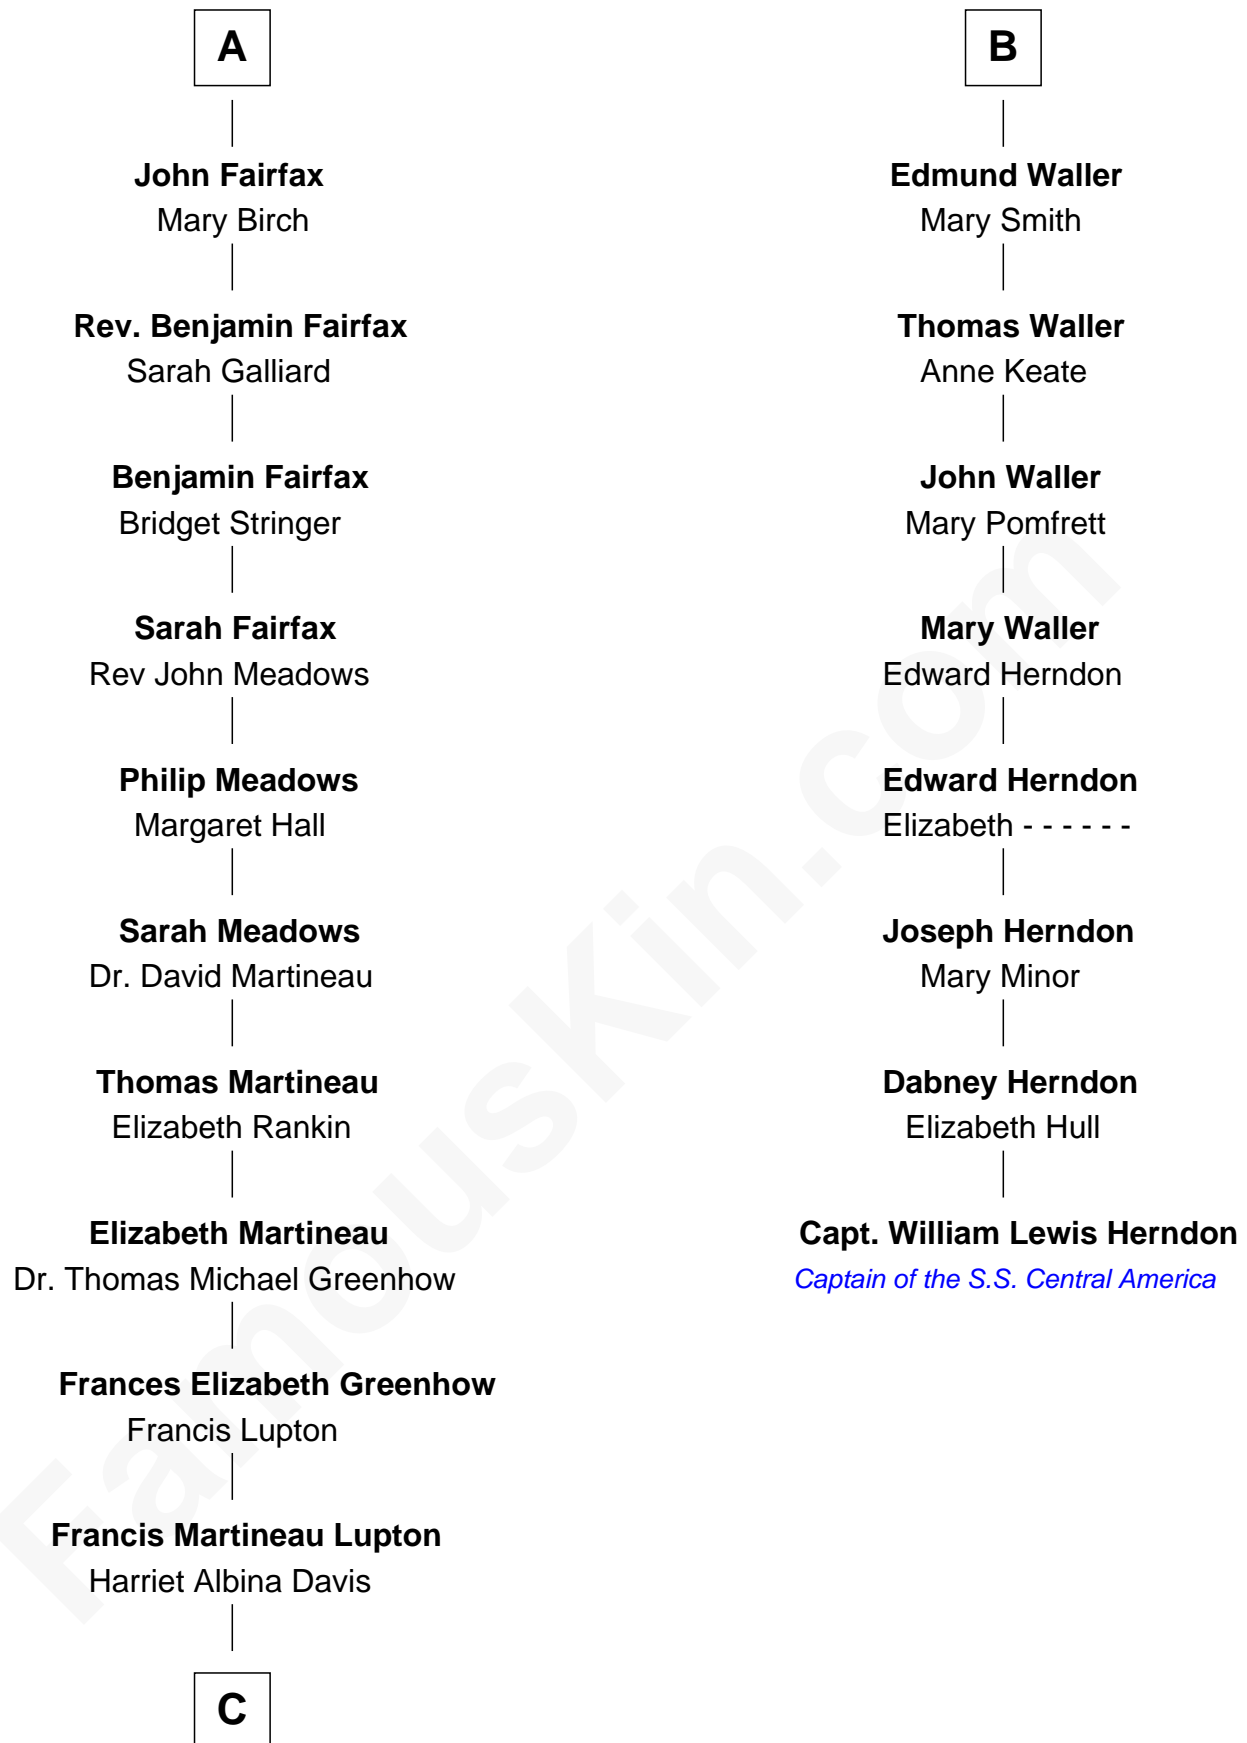 A
John Fairfax
Mary Birch
Rev. Benjamin Fairfax
Sarah Galliard
Benjamin Fairfax
Bridget Stringer
Sarah Fairfax
Rev John Meadows
Philip Meadows
Margaret Hall
Sarah Meadows
Dr. David Martineau
Thomas Martineau
Elizabeth Rankin
Elizabeth Martineau
Dr. Thomas Michael Greenhow
Frances Elizabeth Greenhow
Francis Lupton
Francis Martineau Lupton
Harriet Albina Davis
C
B
Edmund Waller
Mary Smith
Thomas Waller
Anne Keate
John Waller
Mary Pomfrett
Mary Waller
Edward Herndon
Edward Herndon
Elizabeth - - - - - -
Joseph Herndon
Mary Minor
Dabney Herndon
Elizabeth Hull
Capt. William Lewis Herndon
Captain of the S.S. Central America
FamousKin.com